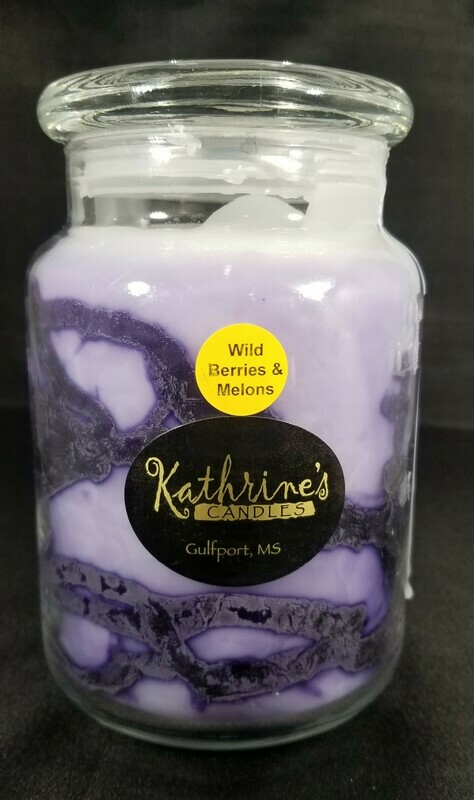 Wild
Berries &
Melons
Kathrine's
CANDLES
Gulfport, MS